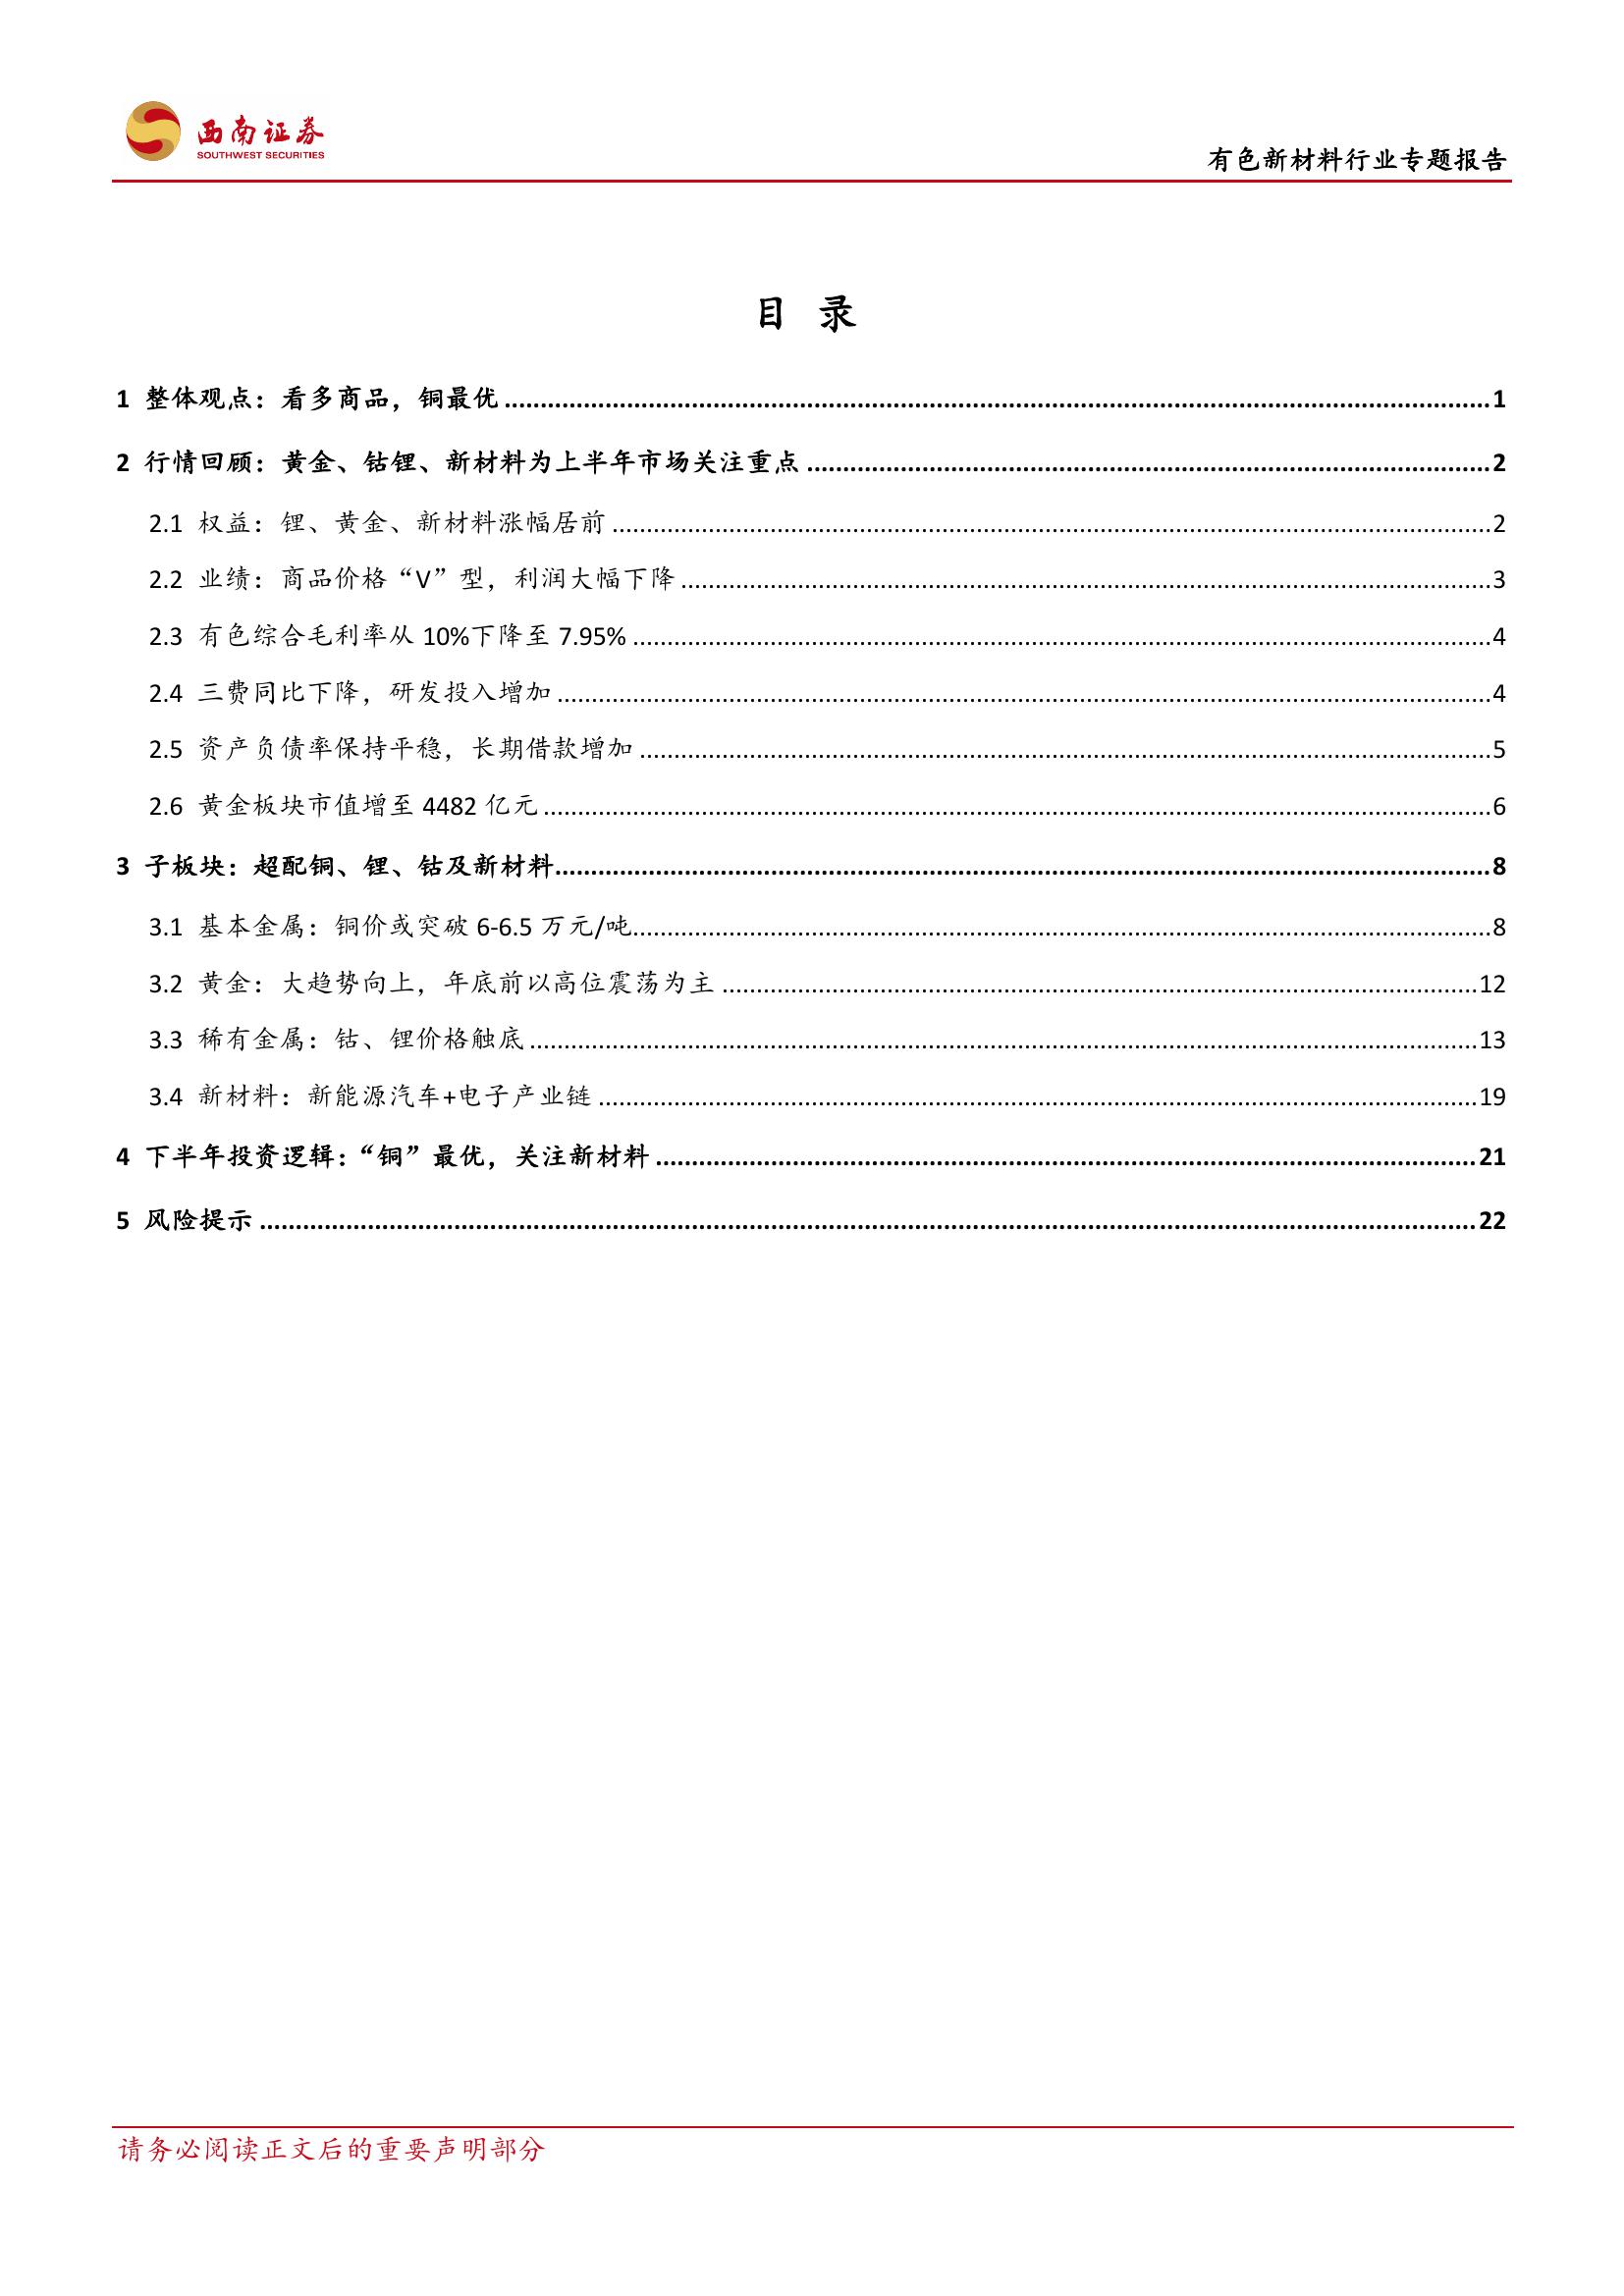 西南证券
SOUTHWEST SECURITIES
有色新材料行业专题报告
目 录
1 整体观点：看多商品，铜最优 1
2 行情回顾：黄金、钴锂、新材料为上半年市场关注重点 2
2.1 权益：锂、黄金、新材料涨幅居前 2
2.2 业绩：商品价格“V”型，利润大幅下降 3
2.3 有色综合毛利率从 10%下降至 7.95% 4
2.4 三费同比下降，研发投入增加 4
2.5 资产负债率保持平稳，长期借款增加 5
2.6 黄金板块市值增至 4482 亿元 6
3 子板块：超配铜、锂、钴及新材料 8
3.1 基本金属：铜价或突破 6-6.5 万元/吨 8
3.2 黄金：大趋势向上，年底前以高位震荡为主 12
3.3 稀有金属：钴、锂价格触底 13
3.4 新材料：新能源汽车+电子产业链 19
4 下半年投资逻辑：“铜”最优，关注新材料 21
5 风险提示 22
请务必阅读正文后的重要声明部分